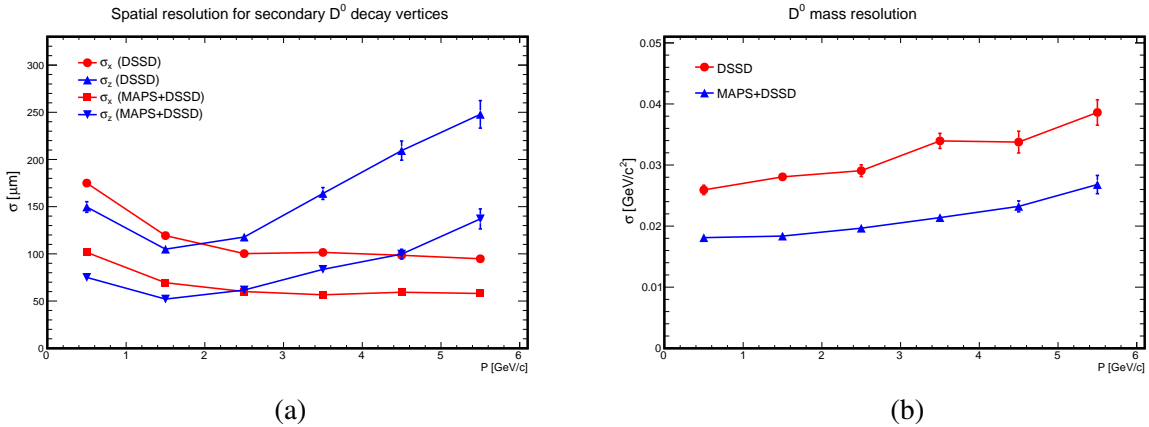 Spatial resolution for secondary D⁰ decay vertices
σ [μm]
300
250
200
150
100
50
0
σₓ (DSSD)
σ_z (DSSD)
σₓ (MAPS+DSSD)
σ_z (MAPS+DSSD)
0 1 2 3 4 5 6
P [GeV/c]
(a)
D⁰ mass resolution
σ [GeV/c²]
0.05
0.04
0.03
0.02
0.01
0
DSSD
MAPS+DSSD
0 1 2 3 4 5 6
P [GeV/c]
(b)